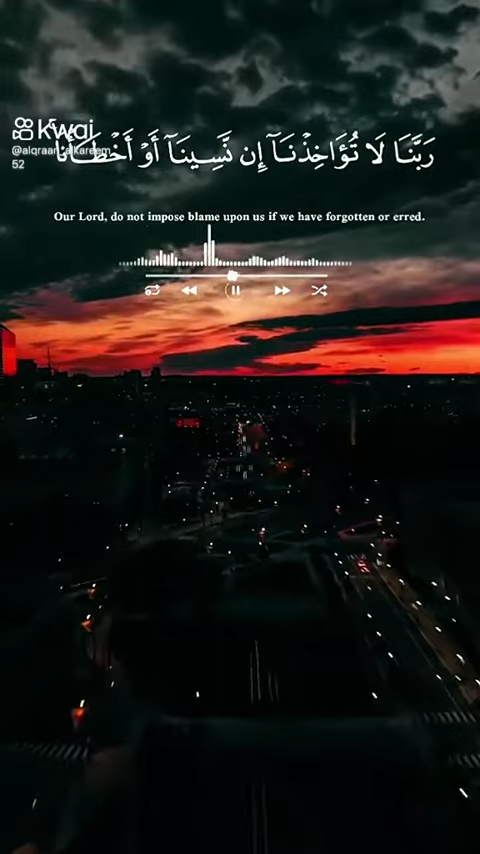 kwai
@alqraan_alkareem
52
رَبَّنَا لَا تُؤَاخِذْنَآ إِن نَّسِينَآ أَوْ أَخْطَأْنَا
Our Lord, do not impose blame upon us if we have forgotten or erred.